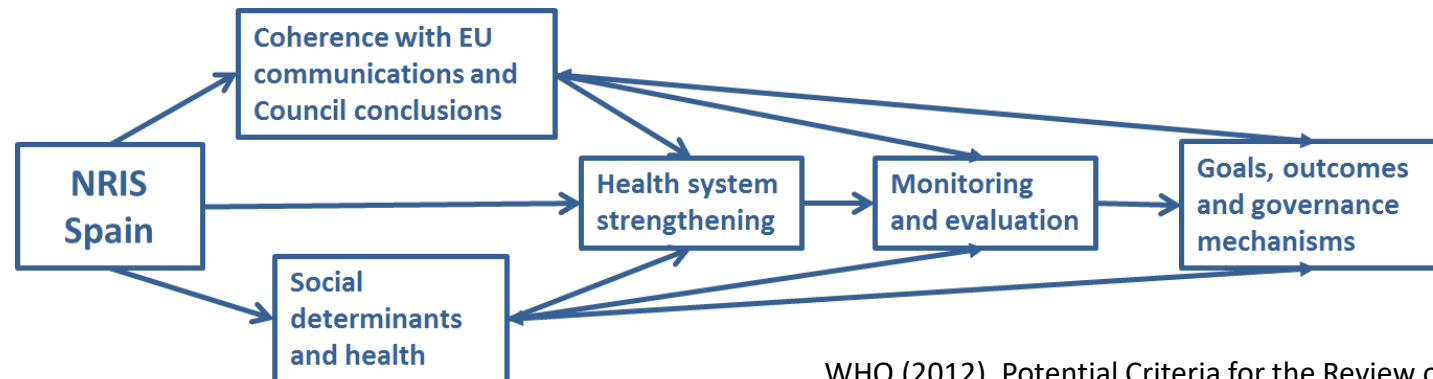 Coherence with EU
communications and
Council conclusions
NRIS
Spain
Health system
strengthening
Monitoring
and evaluation
Goals, outcomes
and governance
mechanisms
Social
determinants
and health
WHO (2012). Potential Criteria for the Review